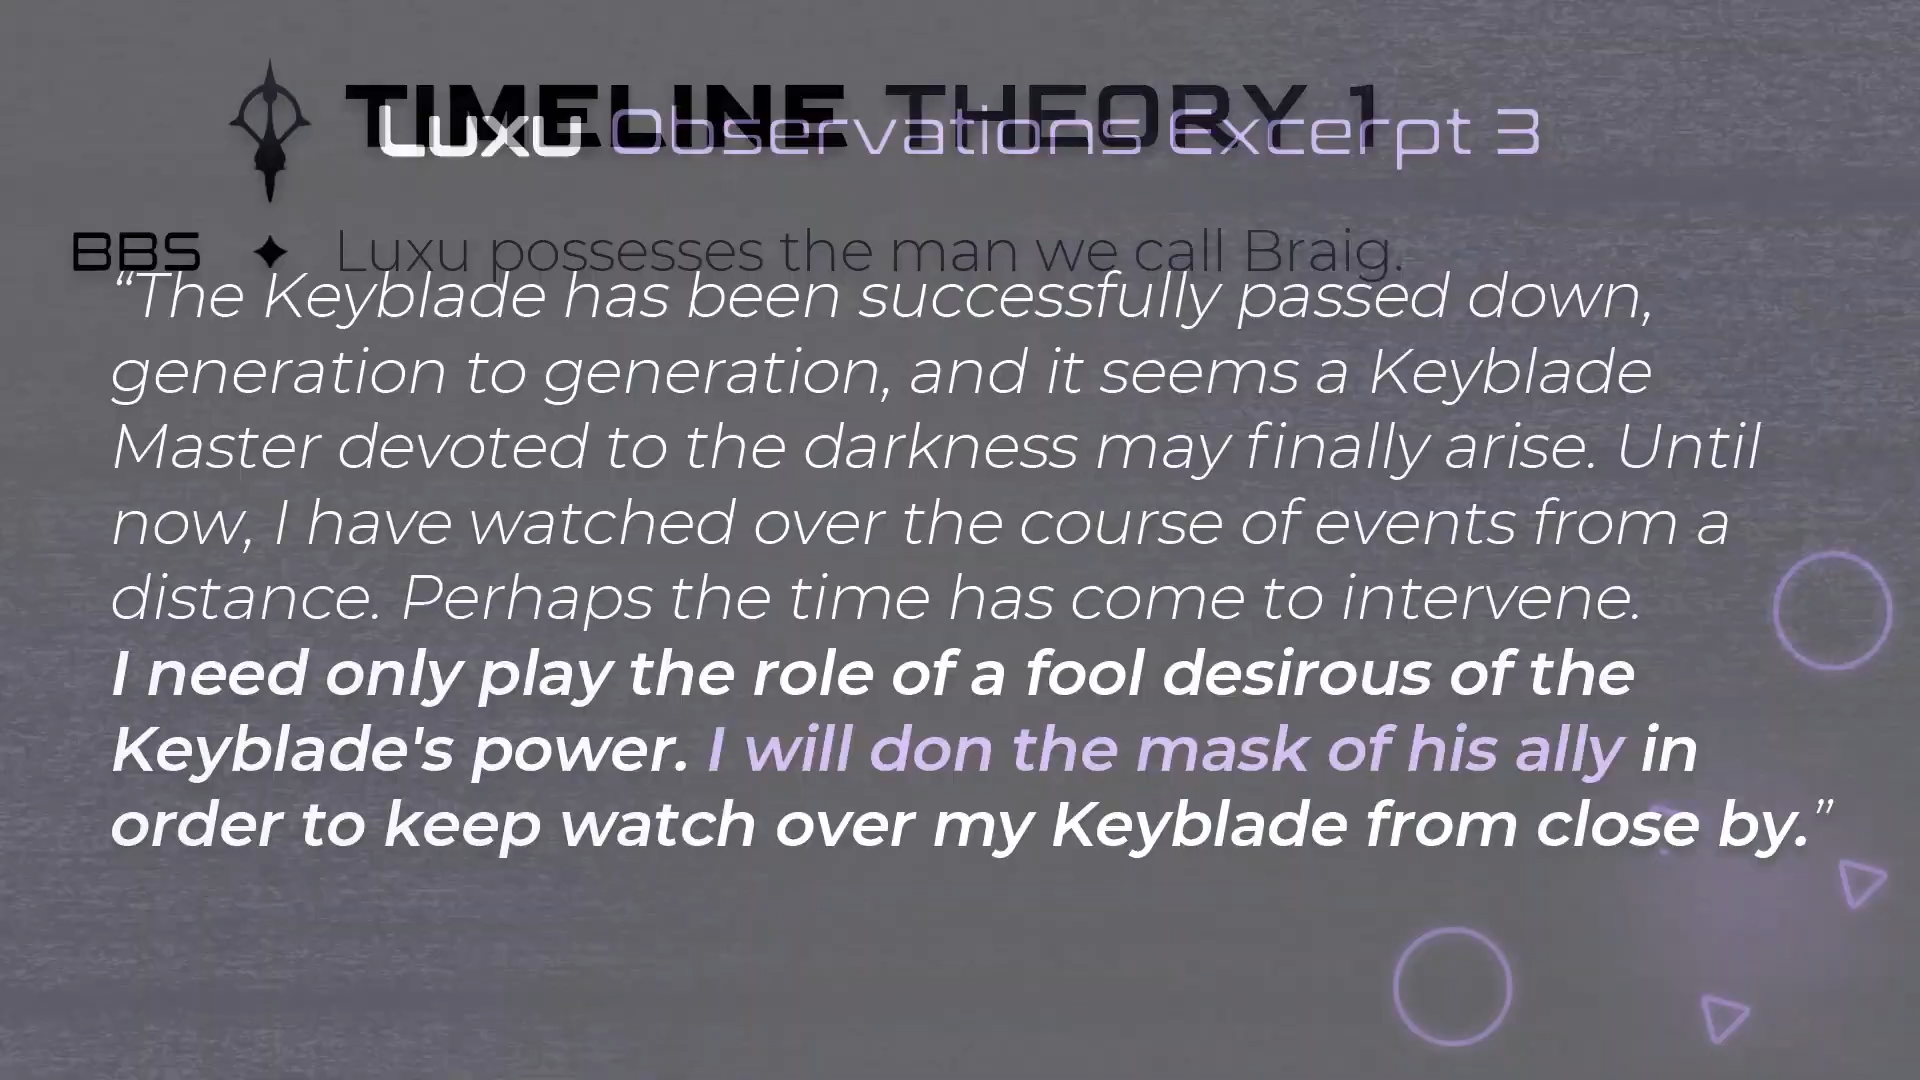 TIMELINE THEORY 1
Luxu Observations Excerpt 3
BBS Luxu possesses the man we call Braig.
“The Keyblade has been successfully passed down,
generation to generation, and it seems a Keyblade
Master devoted to the darkness may finally arise. Until
now, I have watched over the course of events from a
distance. Perhaps the time has come to intervene.
I need only play the role of a fool desirous of the
Keyblade's power. I will don the mask of his ally in
order to keep watch over my Keyblade from close by.”